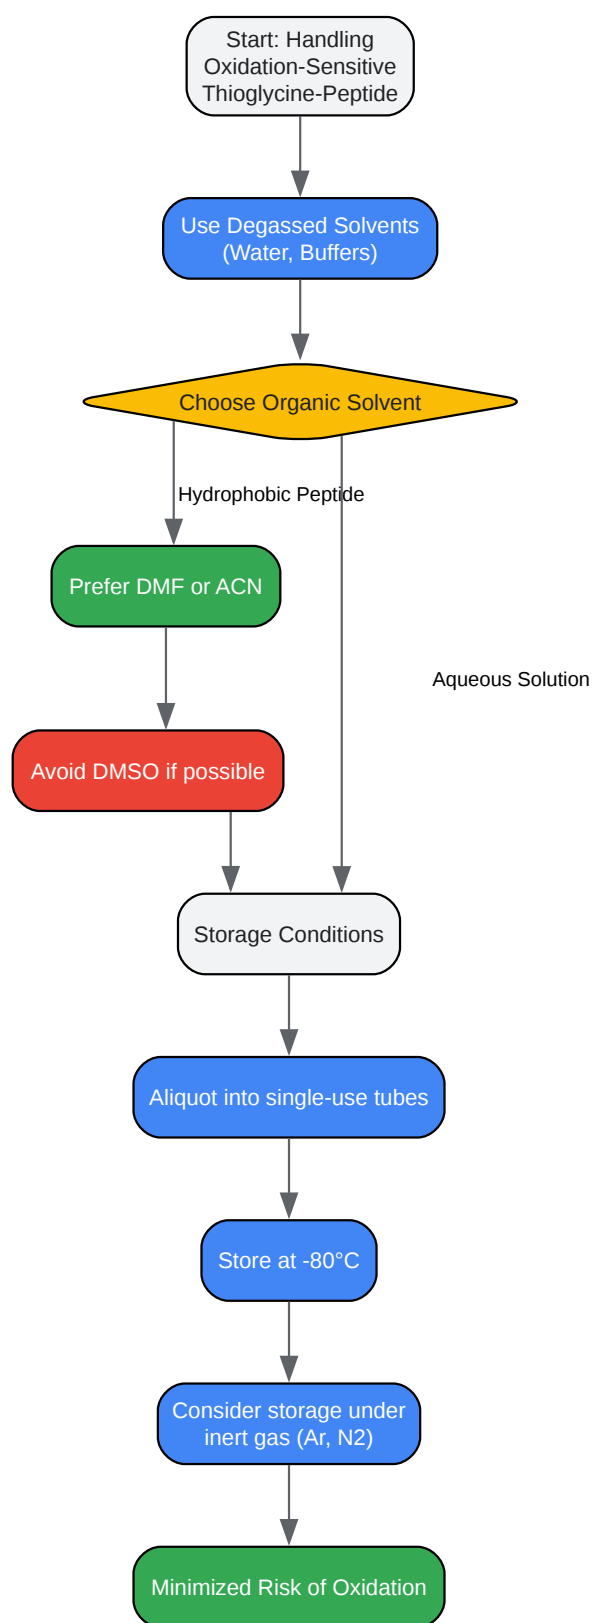 Start: Handling
Oxidation-Sensitive
Thioglycine-Peptide
Use Degassed Solvents
(Water, Buffers)
Choose Organic Solvent
Hydrophobic Peptide
Prefer DMF or ACN
Aqueous Solution
Avoid DMSO if possible
Storage Conditions
Aliquot into single-use tubes
Store at -80°C
Consider storage under
inert gas (Ar, N2)
Minimized Risk of Oxidation